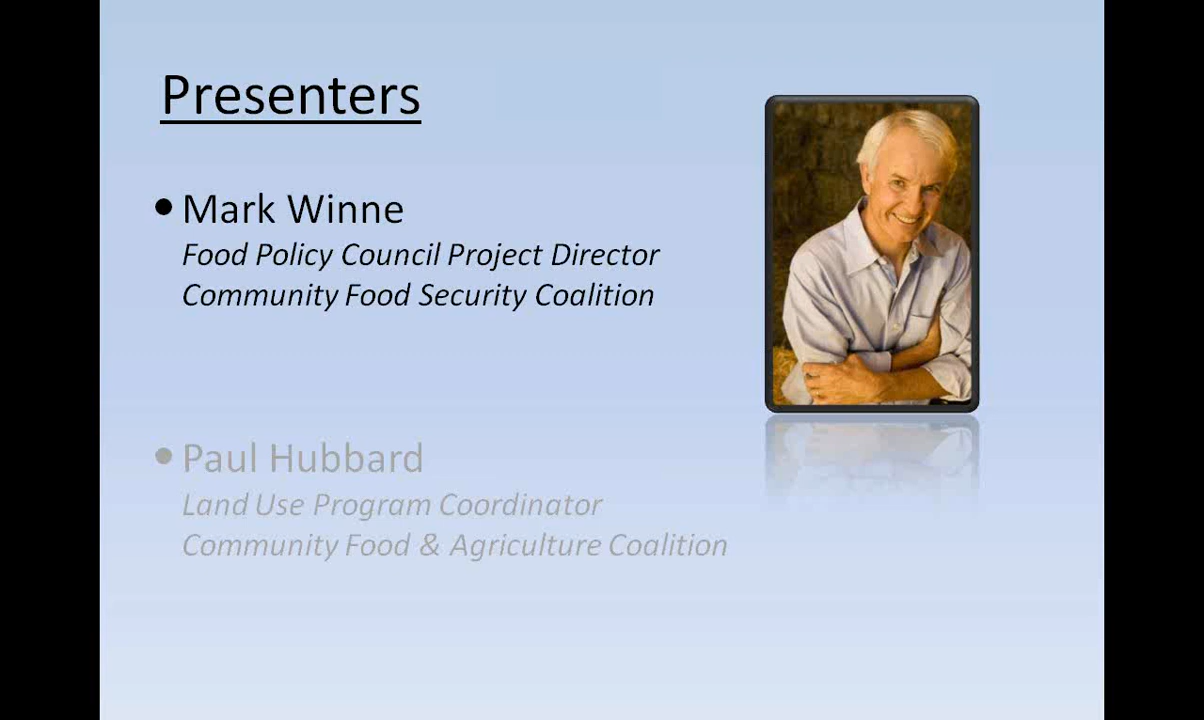 Presenters
• Mark Winne
Food Policy Council Project Director
Community Food Security Coalition
• Paul Hubbard
Land Use Program Coordinator
Community Food & Agriculture Coalition